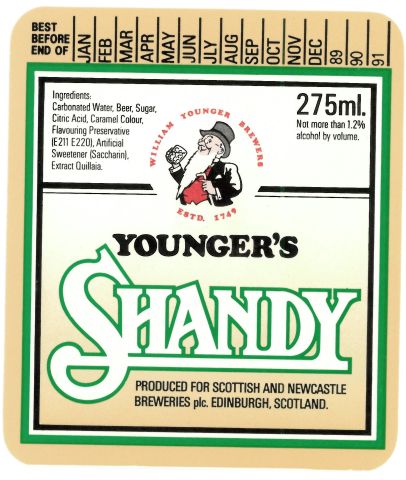 BEST
BEFORE
END OF
JAN
FEB
MAR
APR
MAY
JUN
JLY
AUG
SEP
OCT
NOV
DEC
89
90
91
Ingredients:
Carbonated Water, Beer, Sugar,
Citric Acid, Caramel Colour,
Flavouring Preservative
(E211 E220), Artificial
Sweetener (Saccharin),
Extract Quillaia.
WILLIAM YOUNGER BREWERS
ESTD. 1749
275ml.
Not more than 1.2%
alcohol by volume.
YOUNGER'S
SHANDY
PRODUCED FOR SCOTTISH AND NEWCASTLE
BREWERIES plc. EDINBURGH, SCOTLAND.